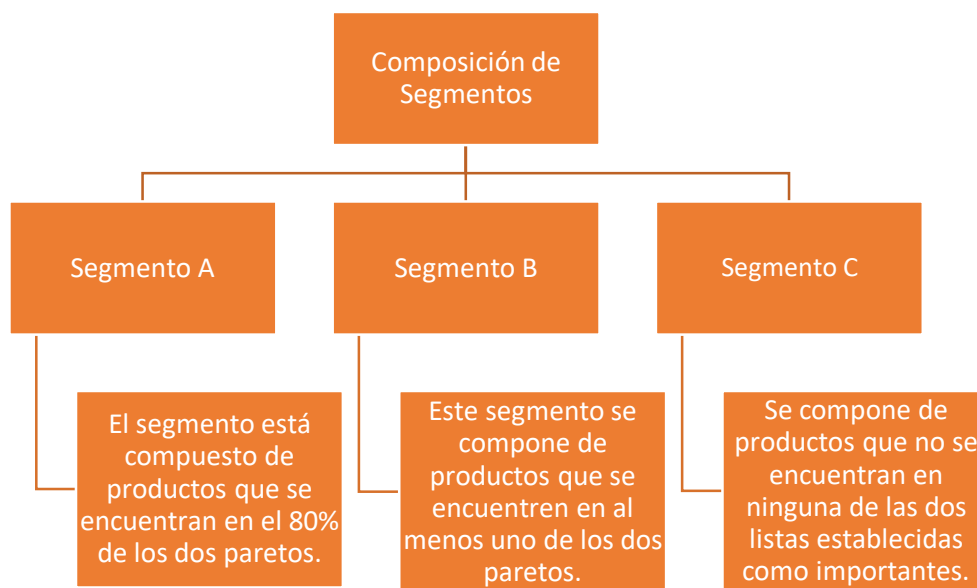 Composición de
Segmentos
Segmento A
Segmento B
Segmento C
El segmento está
compuesto de
productos que se
encuentran en el 80%
de los dos paretos.
Este segmento se
compone de
productos que se
encuentren en al
menos uno de los dos
paretos.
Se compone de
productos que no se
encuentran en
ninguna de las dos
listas establecidas
como importantes.